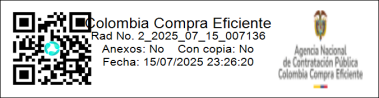 Colombia Compra Eficiente
Rad No. 2_2025_07_15_007136
Anexos: No Con copia: No
Fecha: 15/07/2025 23:26:20
Agencia Nacional
de Contratación Pública
Colombia Compra Eficiente